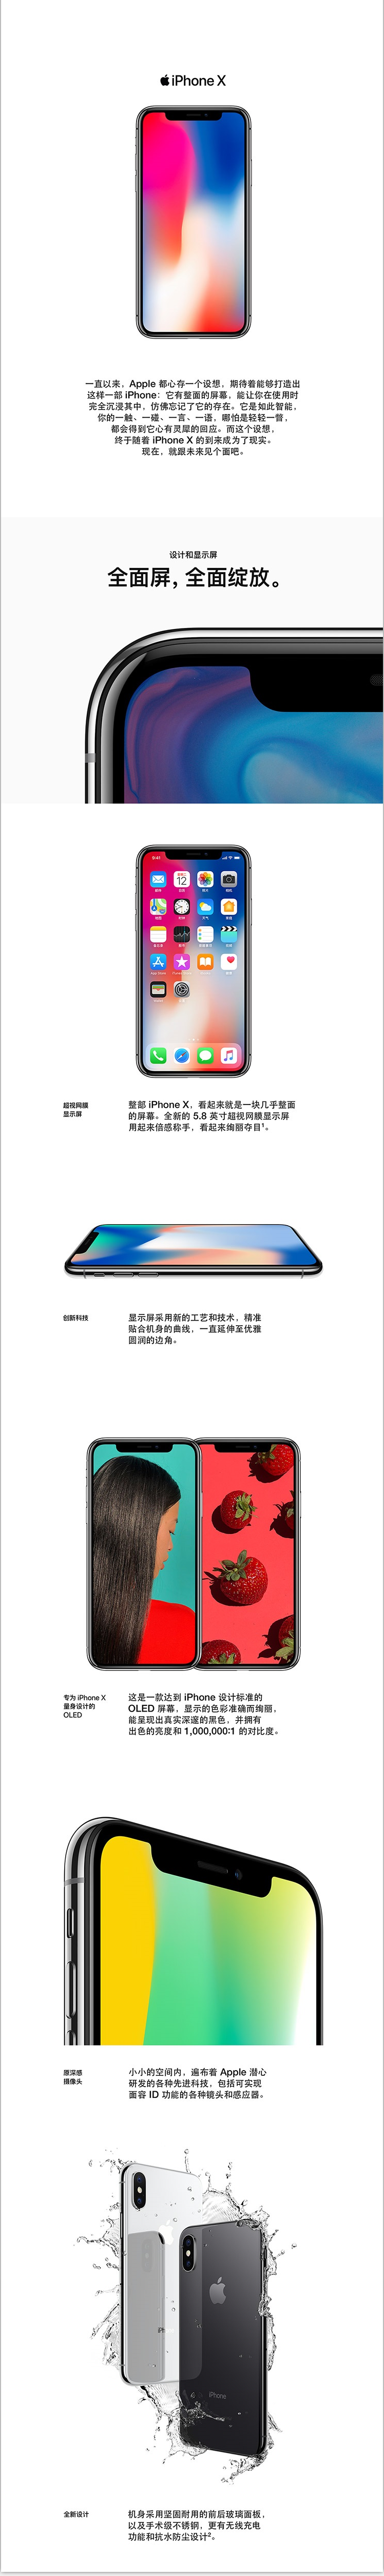 iPhone X
一直以来，Apple 都心存一个设想，期待着能够打造出
这样一部 iPhone：它有整面的屏幕，能让你在使用时
完全沉浸其中，仿佛忘记了它的存在。它是如此智能，
你的一触、一碰、一言、一语，哪怕是轻轻一瞥，
都会得到它心有灵犀的回应。而这个设想，
终于随着 iPhone X 的到来成为了现实。
现在，就跟未来见个面吧。
设计和显示屏
全面屏，全面绽放。
9:41
12
App Store
超视网膜
显示屏
整部 iPhone X，看起来就是一块几乎整面
的屏幕。全新的 5.8 英寸超视网膜显示屏
用起来倍感称手，看起来绚丽夺目¹。
创新科技
显示屏采用新的工艺和技术，精准
贴合机身的曲线，一直延伸至优雅
圆润的边角。
专为 iPhone X
量身设计的
OLED
这是一款达到 iPhone 设计标准的
OLED 屏幕，显示的色彩准确而绚丽，
能呈现出真实深邃的黑色，并拥有
出色的亮度和 1,000,000:1 的对比度。
原深感
摄像头
小小的空间内，遍布着 Apple 潜心
研发的各种先进科技，包括可实现
面容 ID 功能的各种镜头和感应器。
iPhone
全新设计
机身采用坚固耐用的前后玻璃面板，
以及手术级不锈钢，更有无线充电
功能和抗水防尘设计²。